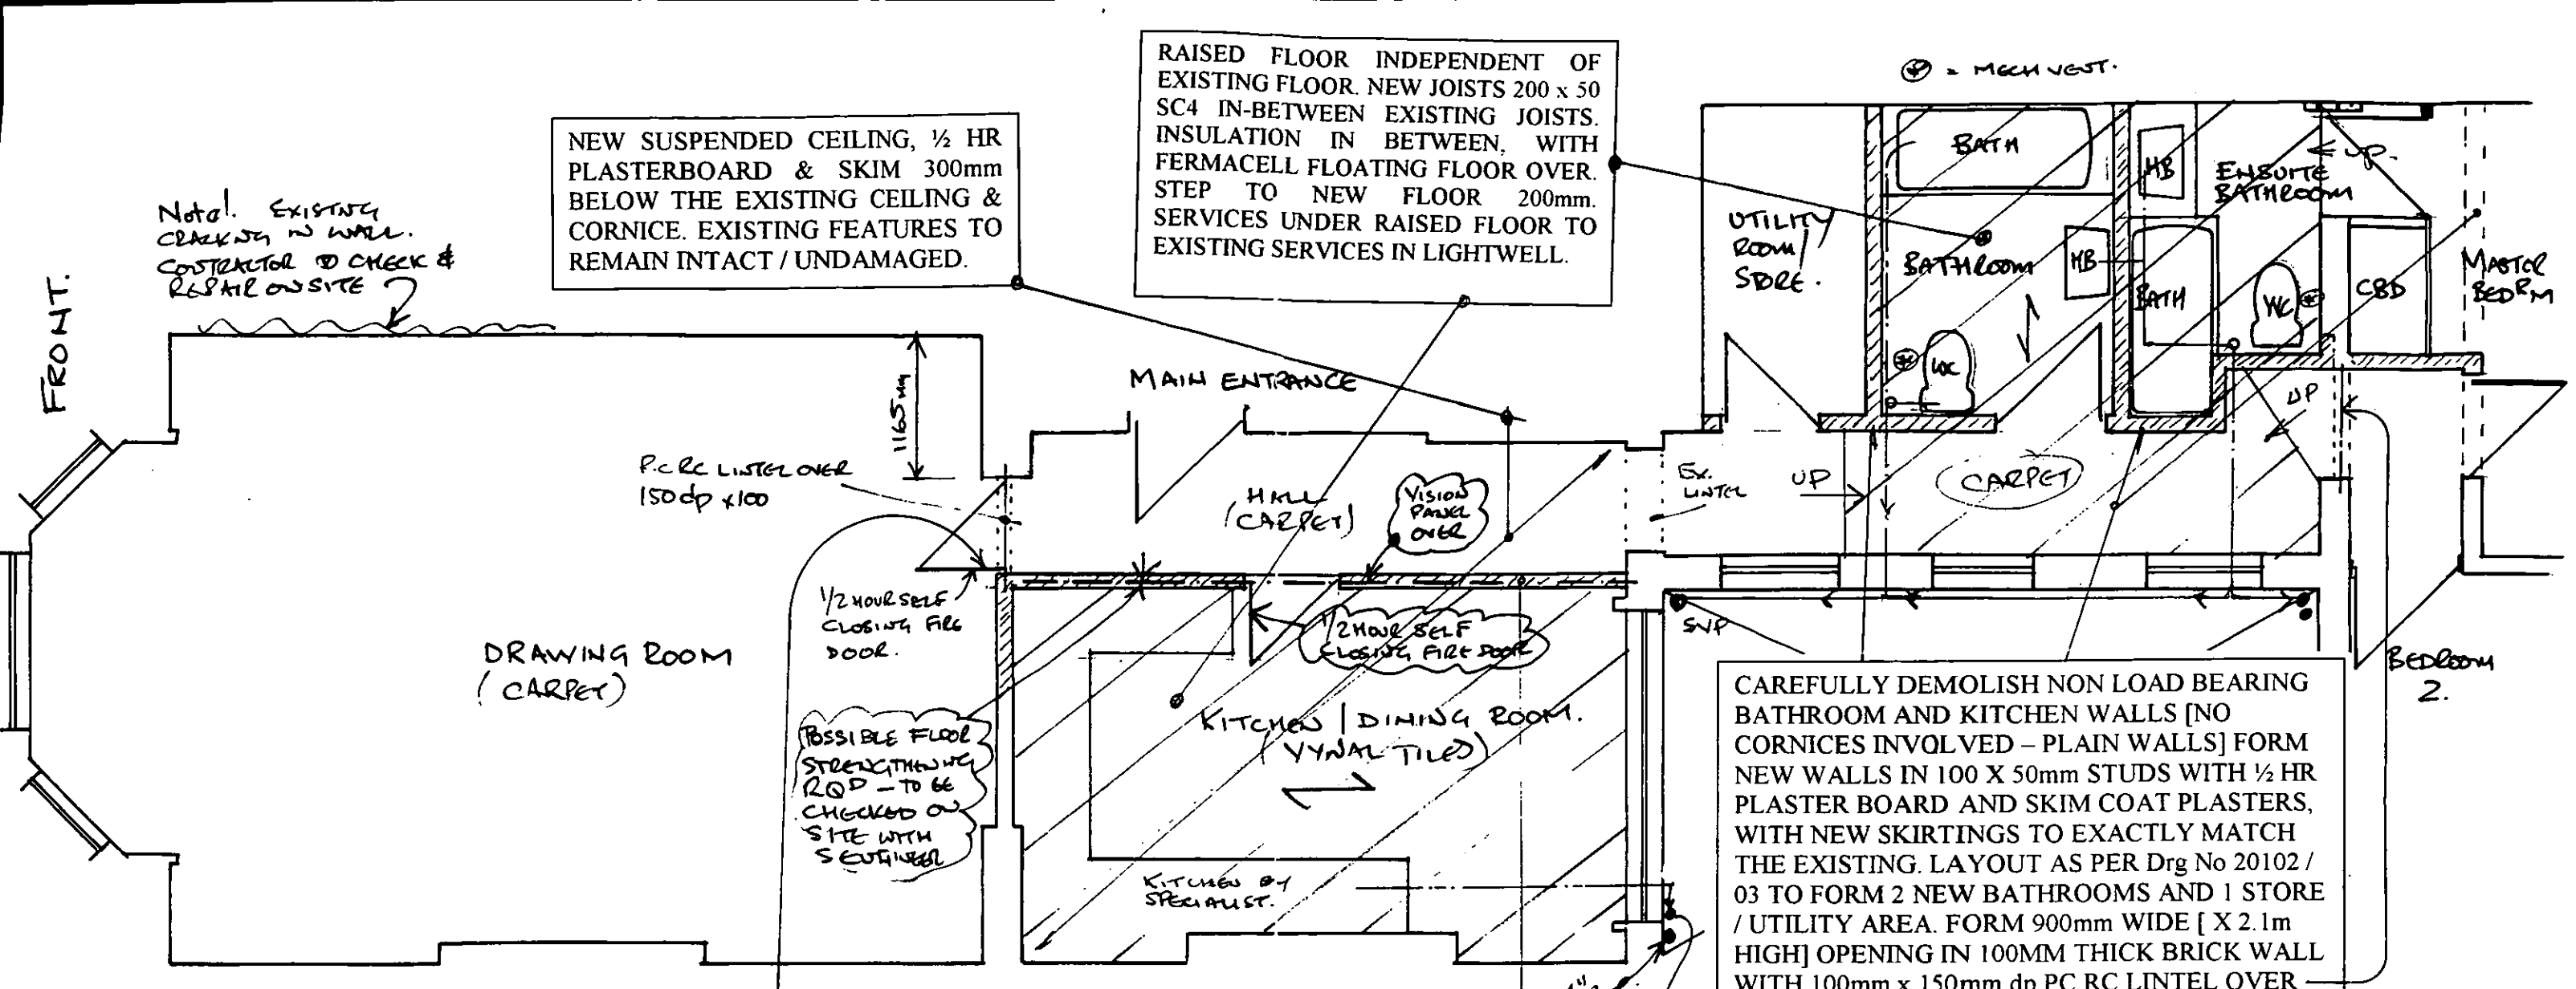 NEW SUSPENDED CEILING, ½ HR
PLASTERBOARD & SKIM 300mm
BELOW THE EXISTING CEILING &
CORNICE. EXISTING FEATURES TO
REMAIN INTACT / UNDAMAGED.
RAISED FLOOR INDEPENDENT OF
EXISTING FLOOR. NEW JOISTS 200 x 50
SC4 IN-BETWEEN EXISTING JOISTS.
INSULATION IN BETWEEN, WITH
FERMACELL FLOATING FLOOR OVER.
STEP TO NEW FLOOR 200mm.
SERVICES UNDER RAISED FLOOR TO
EXISTING SERVICES IN LIGHTWELL.
= MECH VENT.
Note!. EXISTING
CRACKNG IN WALL.
CONTRACTOR TO CHECK &
REPAIR ON SITE
FRONT.
1165mm
MAIN ENTRANCE
P.C RC LINTEL OVER
150dp x100
HALL
(CARPET)
VISION
PANEL
OVER
EX.
LINTEL
UP
CARPET
UP
UTILITY
ROOM/
STORE.
BATH
BATHROOM
HB
WC
HB
BATH
ENSUITE
BATHROOM
UP.
WC
CBD
MASTER
BEDRM
½ HOUR SELF
CLOSING FIRE
DOOR.
½ HOUR SELF
CLOSING FIRE DOOR
DRAWING ROOM
(CARPET)
POSSIBLE FLOOR
STRENGTHENING
RQD - TO BE
CHECKED ON
SITE WITH
S ENGINEER
KITCHEN / DINING ROOM.
(VYNAL TILES)
KITCHEN BY
SPECIALIST.
SVP
BEDROOM
2.
CAREFULLY DEMOLISH NON LOAD BEARING
BATHROOM AND KITCHEN WALLS [NO
CORNICES INVOLVED – PLAIN WALLS] FORM
NEW WALLS IN 100 X 50mm STUDS WITH ½ HR
PLASTER BOARD AND SKIM COAT PLASTERS,
WITH NEW SKIRTINGS TO EXACTLY MATCH
THE EXISTING. LAYOUT AS PER Drg No 20102 /
03 TO FORM 2 NEW BATHROOMS AND 1 STORE
/ UTILITY AREA. FORM 900mm WIDE [ X 2.1m
HIGH] OPENING IN 100MM THICK BRICK WALL
WITH 100mm x 150mm dp PC RC LINTEL OVER